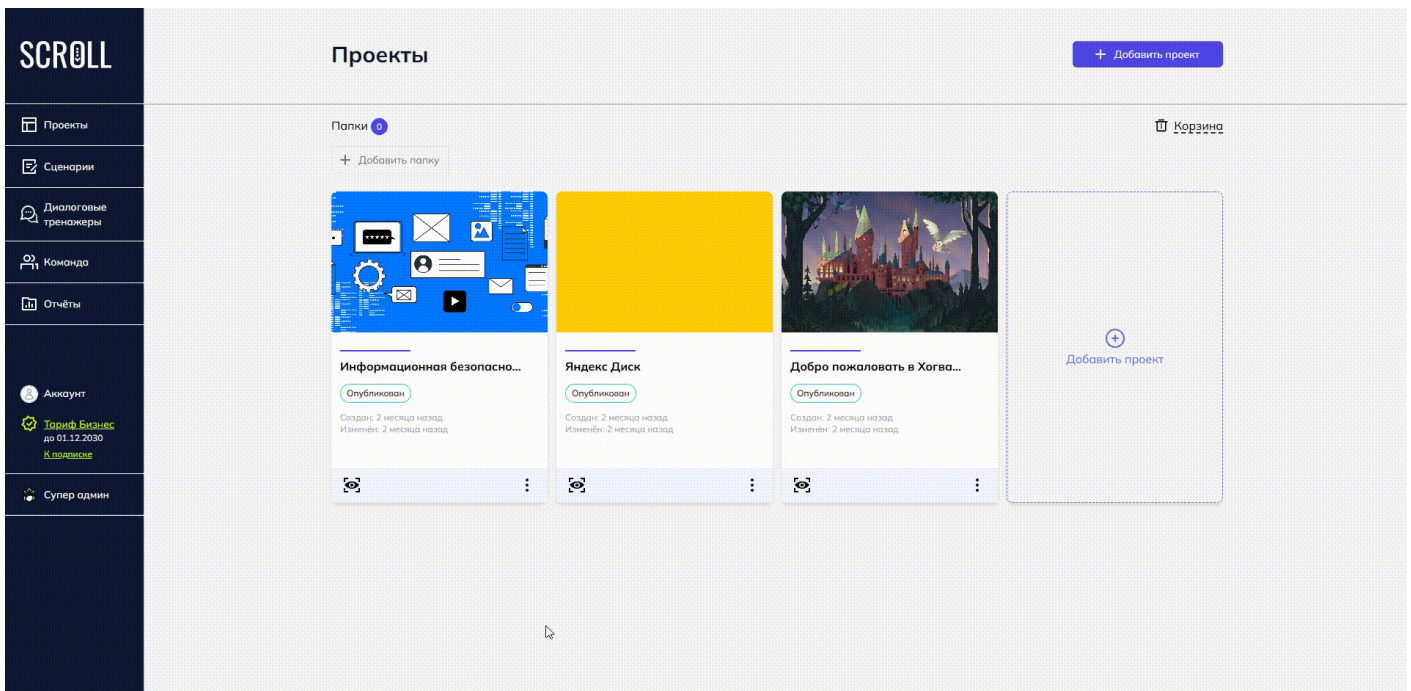 SCROLL
Проекты
Сценарии
Диалоговые
тренажеры
Команда
Отчёты
Аккаунт
Тариф Бизнес
до 01.12.2030
К подписке
Супер админ
Проекты
+ Добавить проект
Папки 0
Корзина
+ Добавить папку
*****
Информационная безопасно...
Опубликован
Создан: 2 месяца назад
Изменён: 2 месяца назад
Яндекс Диск
Опубликован
Создан: 2 месяца назад
Изменён: 2 месяца назад
Добро пожаловать в Хогва...
Опубликован
Создан: 2 месяца назад
Изменён: 2 месяца назад
Добавить проект